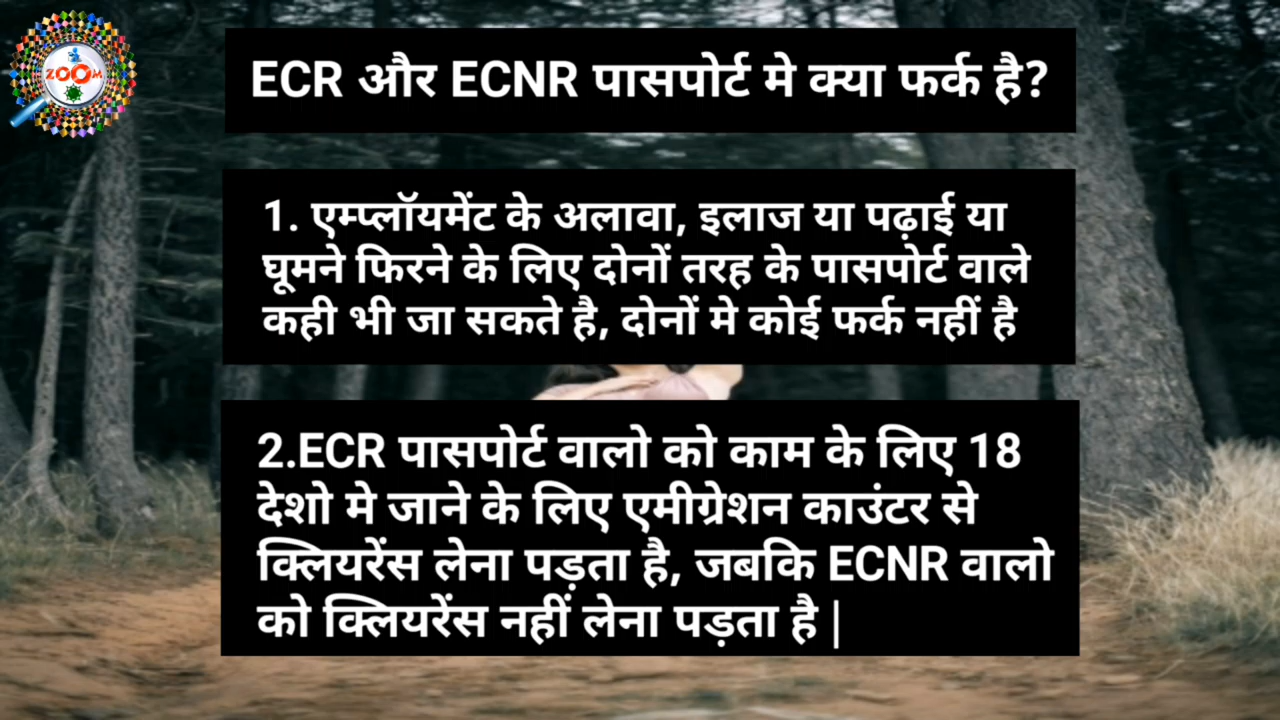 ZOOM
ECR और ECNR पासपोर्ट मे क्या फर्क है?
1. एम्प्लॉयमेंट के अलावा, इलाज या पढ़ाई या
घूमने फिरने के लिए दोनों तरह के पासपोर्ट वाले
कही भी जा सकते है, दोनों मे कोई फर्क नहीं है
2.ECR पासपोर्ट वालो को काम के लिए 18
देशो मे जाने के लिए एमीग्रेशन काउंटर से
क्लियरेंस लेना पड़ता है, जबकि ECNR वालो
को क्लियरेंस नहीं लेना पड़ता है |